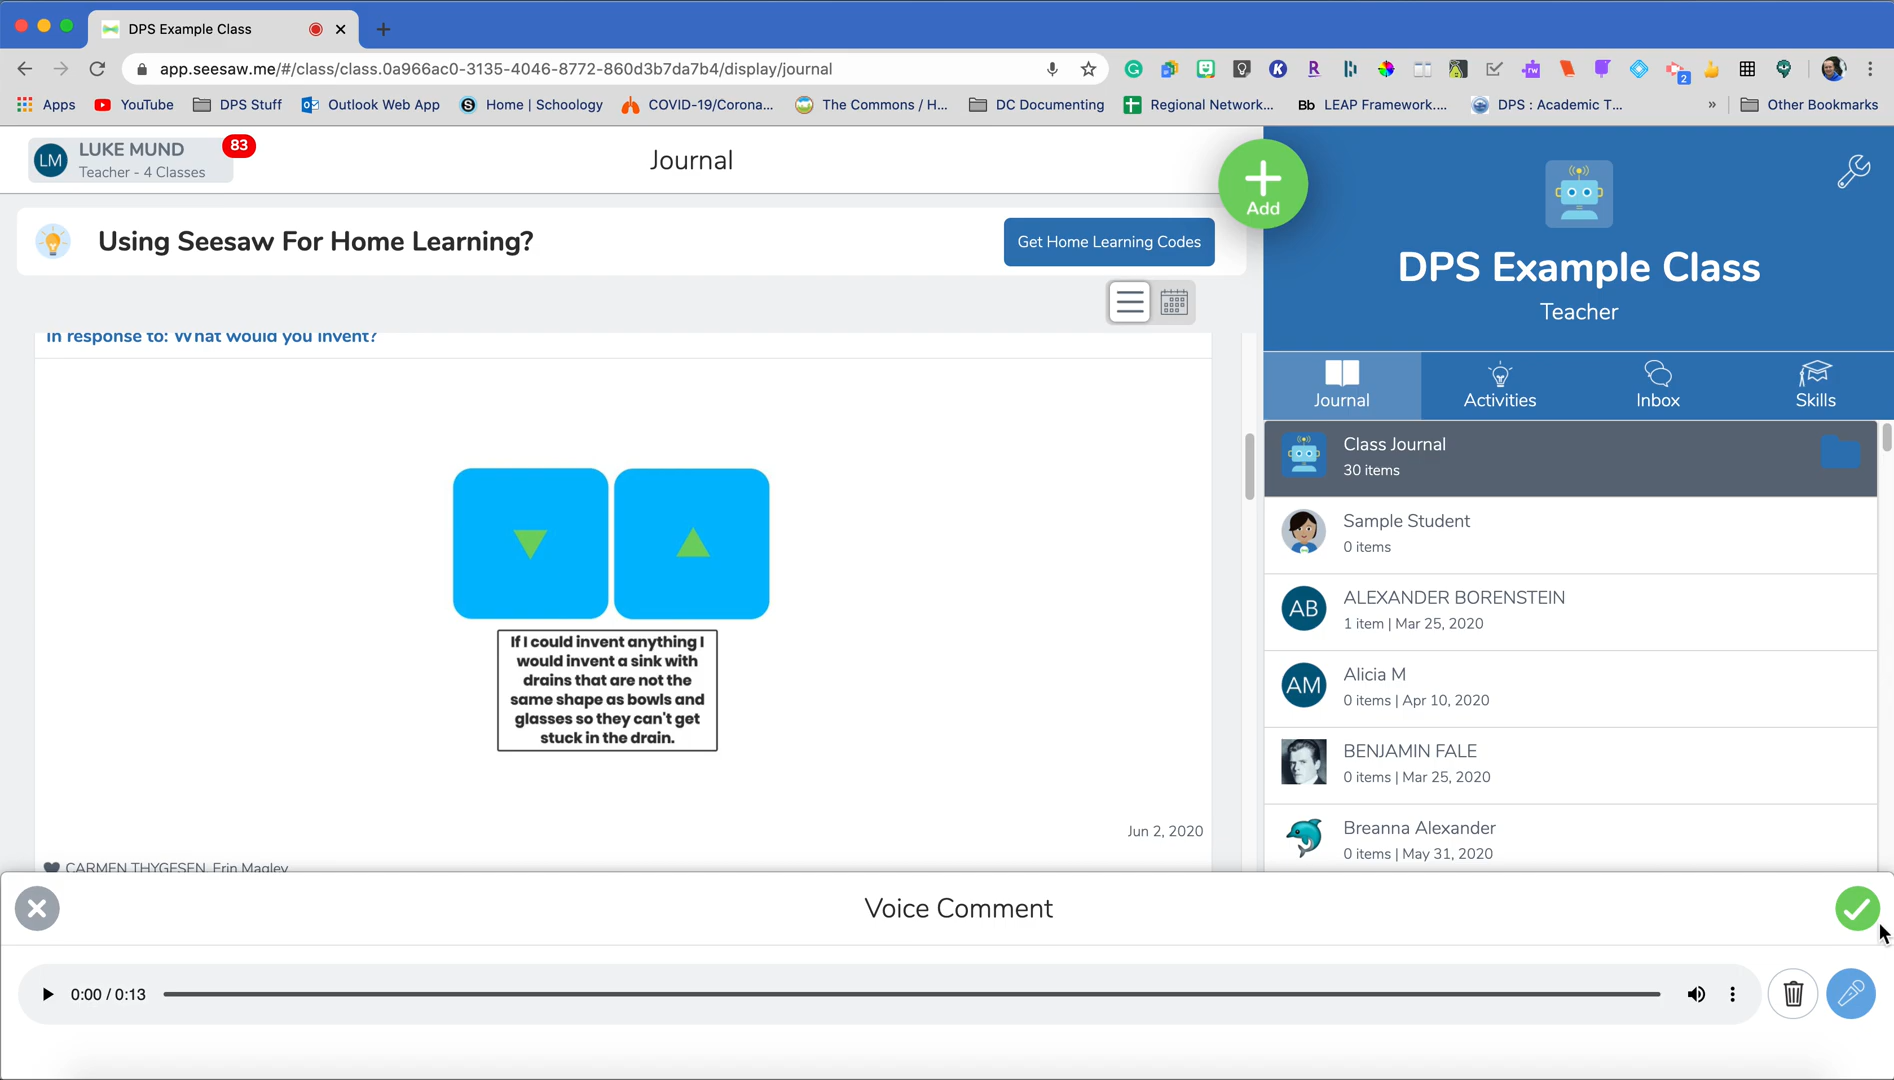 DPS Example Class
app.seesaw.me/#/class/class.0a966ac0-3135-4046-8772-860d3b7da7b4/display/journal
Apps YouTube DPS Stuff Outlook Web App Home | Schoology COVID-19/Corona... The Commons / H... DC Documenting Regional Network... Bb LEAP Framework.... DPS : Academic T... » Other Bookmarks
LM LUKE MUND 83
Teacher - 4 Classes
Journal
Add
Using Seesaw For Home Learning?
Get Home Learning Codes
In response to: What would you invent?
If I could invent anything I
would invent a sink with
drains that are not the
same shape as bowls and
glasses so they can't get
stuck in the drain.
Jun 2, 2020
CARMEN THYGESEN, Erin Magley
DPS Example Class
Teacher
Journal Activities Inbox Skills
Class Journal
30 items
Sample Student
0 items
AB ALEXANDER BORENSTEIN
1 item | Mar 25, 2020
AM Alicia M
0 items | Apr 10, 2020
BENJAMIN FALE
0 items | Mar 25, 2020
Breanna Alexander
0 items | May 31, 2020
Voice Comment
0:00 / 0:13